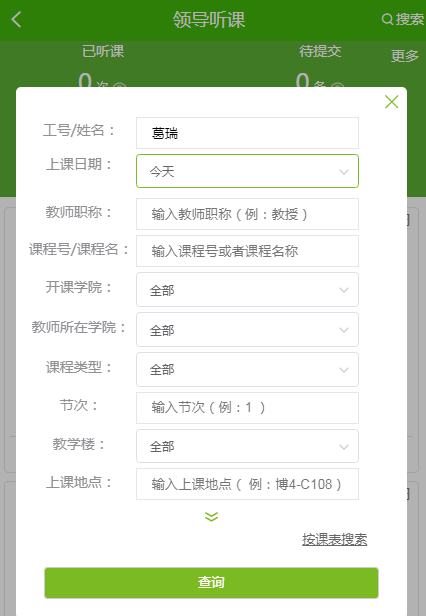 领导听课
搜索
已听课
待提交
更多
0 次
0 条
工号/姓名：
葛瑞
上课日期：
今天
教师职称：
输入教师职称（例：教授）
课程号/课程名：
输入课程号或者课程名称
开课学院：
全部
教师所在学院：
全部
课程类型：
全部
节次：
输入节次（例：1 ）
教学楼：
全部
上课地点：
输入上课地点（ 例：博4-C108 ）
按课表搜索
查询